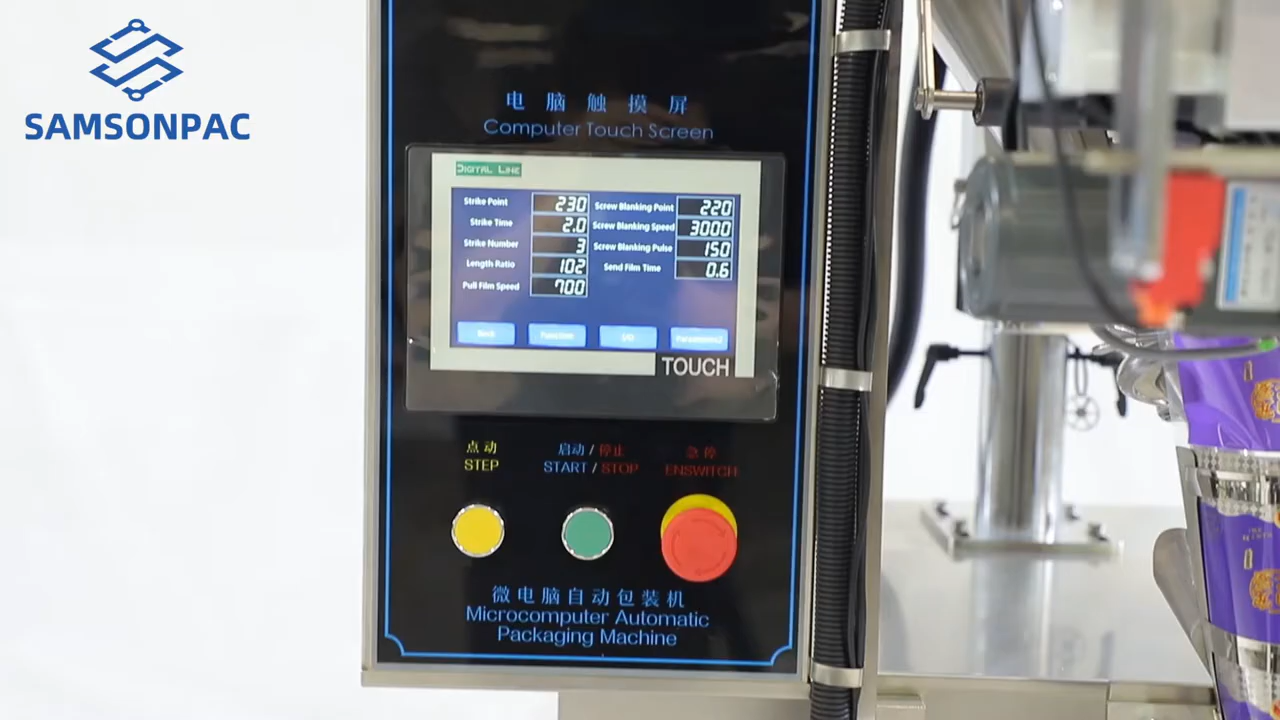 SAMSONPAC
电脑触摸屏
Computer Touch Screen
DIGITAL LINE
Strike Point 230 Screw Blanking Point 220
Strike Time 2.0 Screw Blanking Speed 3000
Strike Number 3 Screw Blanking Pulse 150
Length Ratio 102 Send Film Time 0.6
Pull Film Speed 700
Back Function I/O Parameters2
TOUCH
点动 启动/停止 急停
STEP START/STOP ENSWITCH
微电脑自动包装机
Microcomputer Automatic
Packaging Machine